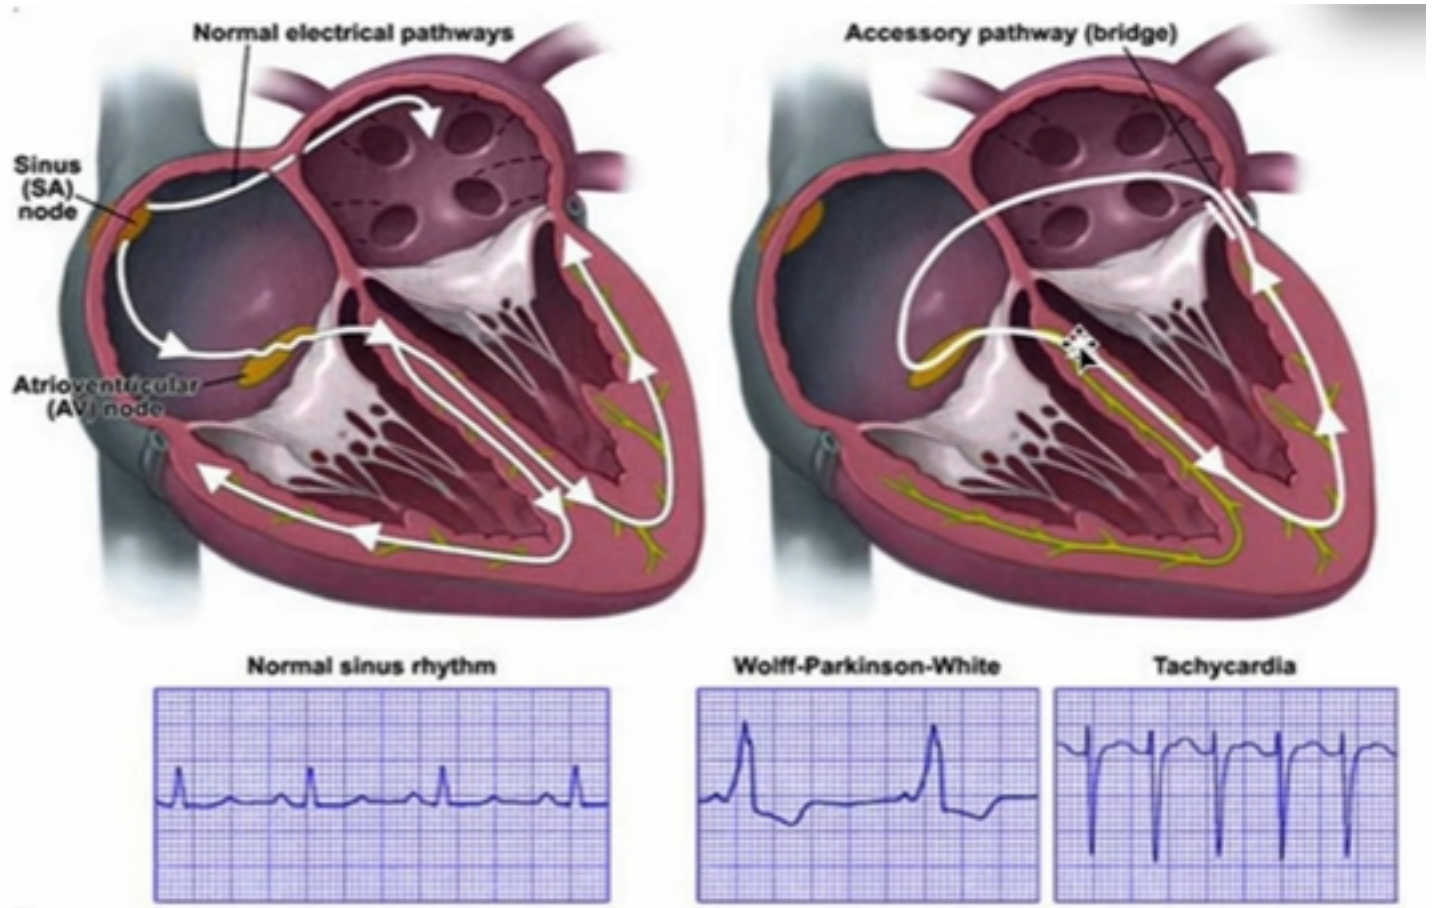 Normal electrical pathways
Accessory pathway (bridge)
Sinus
(SA)
node
Atrioventricular
(AV) node
Normal sinus rhythm
Wolff-Parkinson-White
Tachycardia